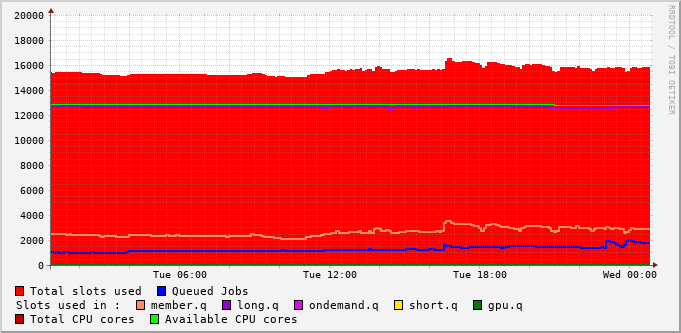 20000
18000
16000
14000
12000
10000
8000
6000
4000
2000
0
Tue 06:00 Tue 12:00 Tue 18:00 Wed 00:00
RRDTOOL / TOBI OETIKER
Total slots used Queued Jobs
Slots used in : member.q long.q ondemand.q short.q gpu.q
Total CPU cores Available CPU cores